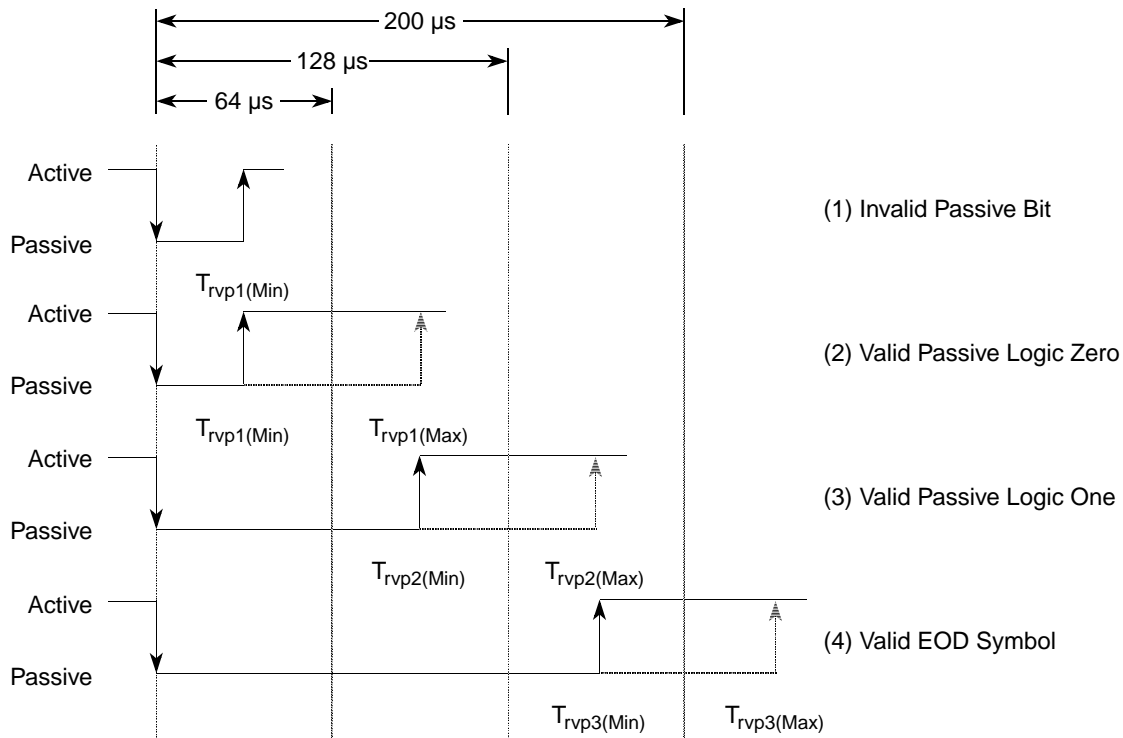 200 µs
128 µs
64 µs
Active
Passive
(1) Invalid Passive Bit
Trvp1(Min)
Active
Passive
(2) Valid Passive Logic Zero
Trvp1(Min) Trvp1(Max)
Active
Passive
(3) Valid Passive Logic One
Trvp2(Min) Trvp2(Max)
Active
Passive
(4) Valid EOD Symbol
Trvp3(Min) Trvp3(Max)